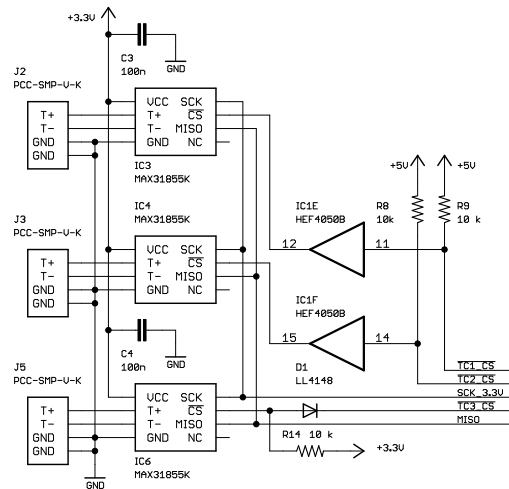 +3.3V
C3
100n
GND
J2
PCC-SMP-V-K
T+
T-
GND
GND
VCC SCK
T+ CS
T- MISO
GND NC
IC3
MAX31855K
+5V
+5V
IC4
MAX31855K
IC1E
HEF4050B
R8
10k
R9
10 k
J3
PCC-SMP-V-K
12
11
T+
T-
GND
GND
VCC SCK
T+ CS
T- MISO
GND NC
IC1F
HEF4050B
15
14
C4
100n
GND
D1
LL4148
J5
PCC-SMP-V-K
TC1_CS
TC2_CS
SCK_3.3V
TC3_CS
MISO
T+
T-
GND
GND
VCC SCK
T+ CS
T- MISO
GND NC
R14 10 k
+3.3V
IC6
MAX31855K
GND